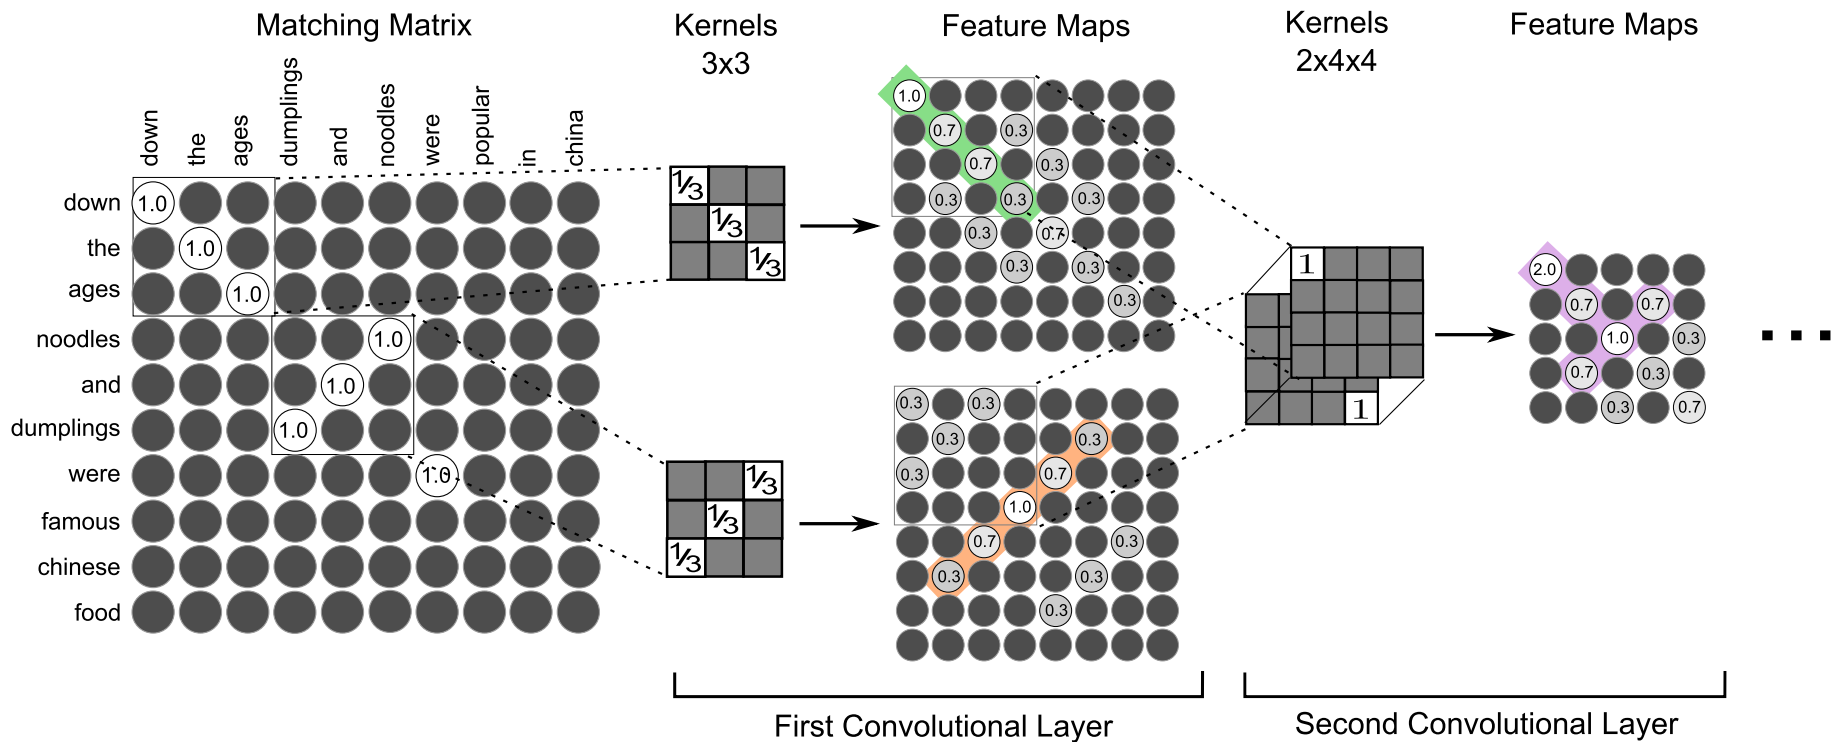 Matching Matrix
Kernels
3x3
Feature Maps
Kernels
2x4x4
Feature Maps
down
the
ages
dumplings
and
noodles
were
popular
in
china
down
the
ages
noodles
and
dumplings
were
famous
chinese
food
1.0
1.0
1.0
1.0
1.0
1.0
1.0
1/3
1/3
1/3
1/3
1/3
1/3
1.0
0.7 0.3
0.7 0.3
0.3 0.3 0.3
0.3 0.7
0.3 0.3
0.3
0.3 0.3
0.3 0.3
0.3 0.7
1.0
0.7 0.3
0.3 0.3
0.3
1
1
2.0
0.7 0.7
1.0 0.3
0.7 0.3
0.3 0.7
...
First Convolutional Layer
Second Convolutional Layer